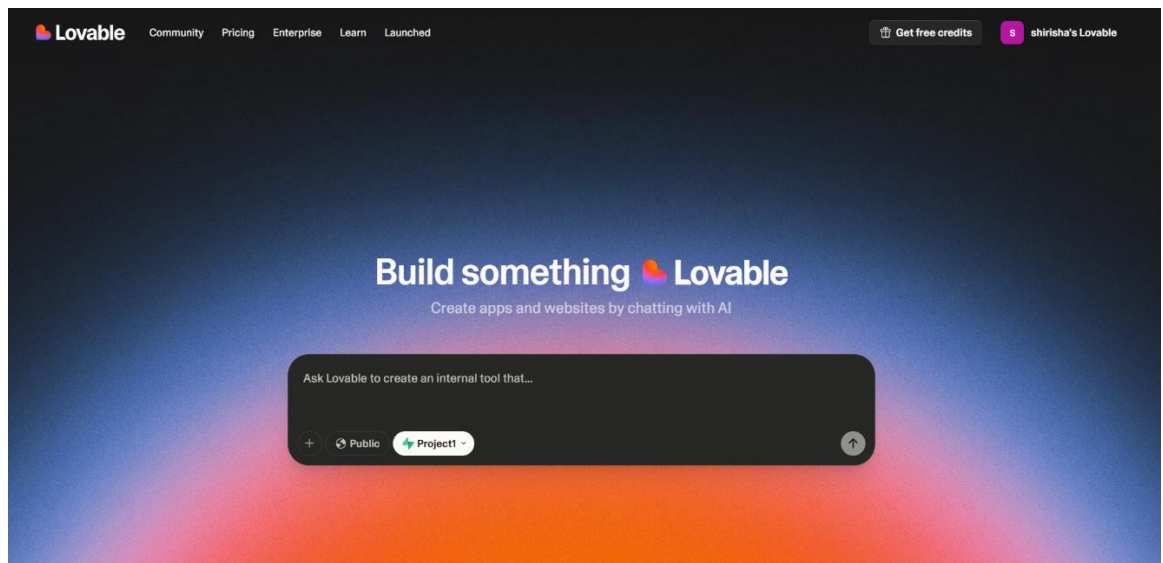 Lovable Community Pricing Enterprise Learn Launched Get free credits S shirisha's Lovable
Build something Lovable
Create apps and websites by chatting with AI
Ask Lovable to create an internal tool that...
Public Project1